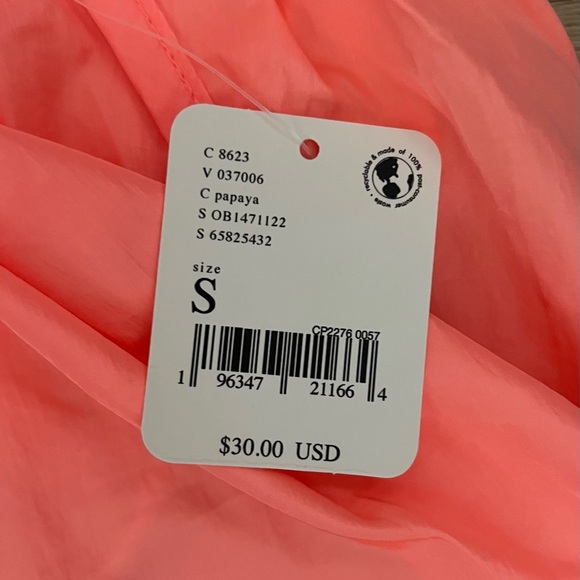 C 8623
V 037006
C papaya
S OB1471122
S 65825432
recyclable & made of 100% post-consumer waste •
size
S
CP2276 0057
1 96347 21166 4
$30.00 USD